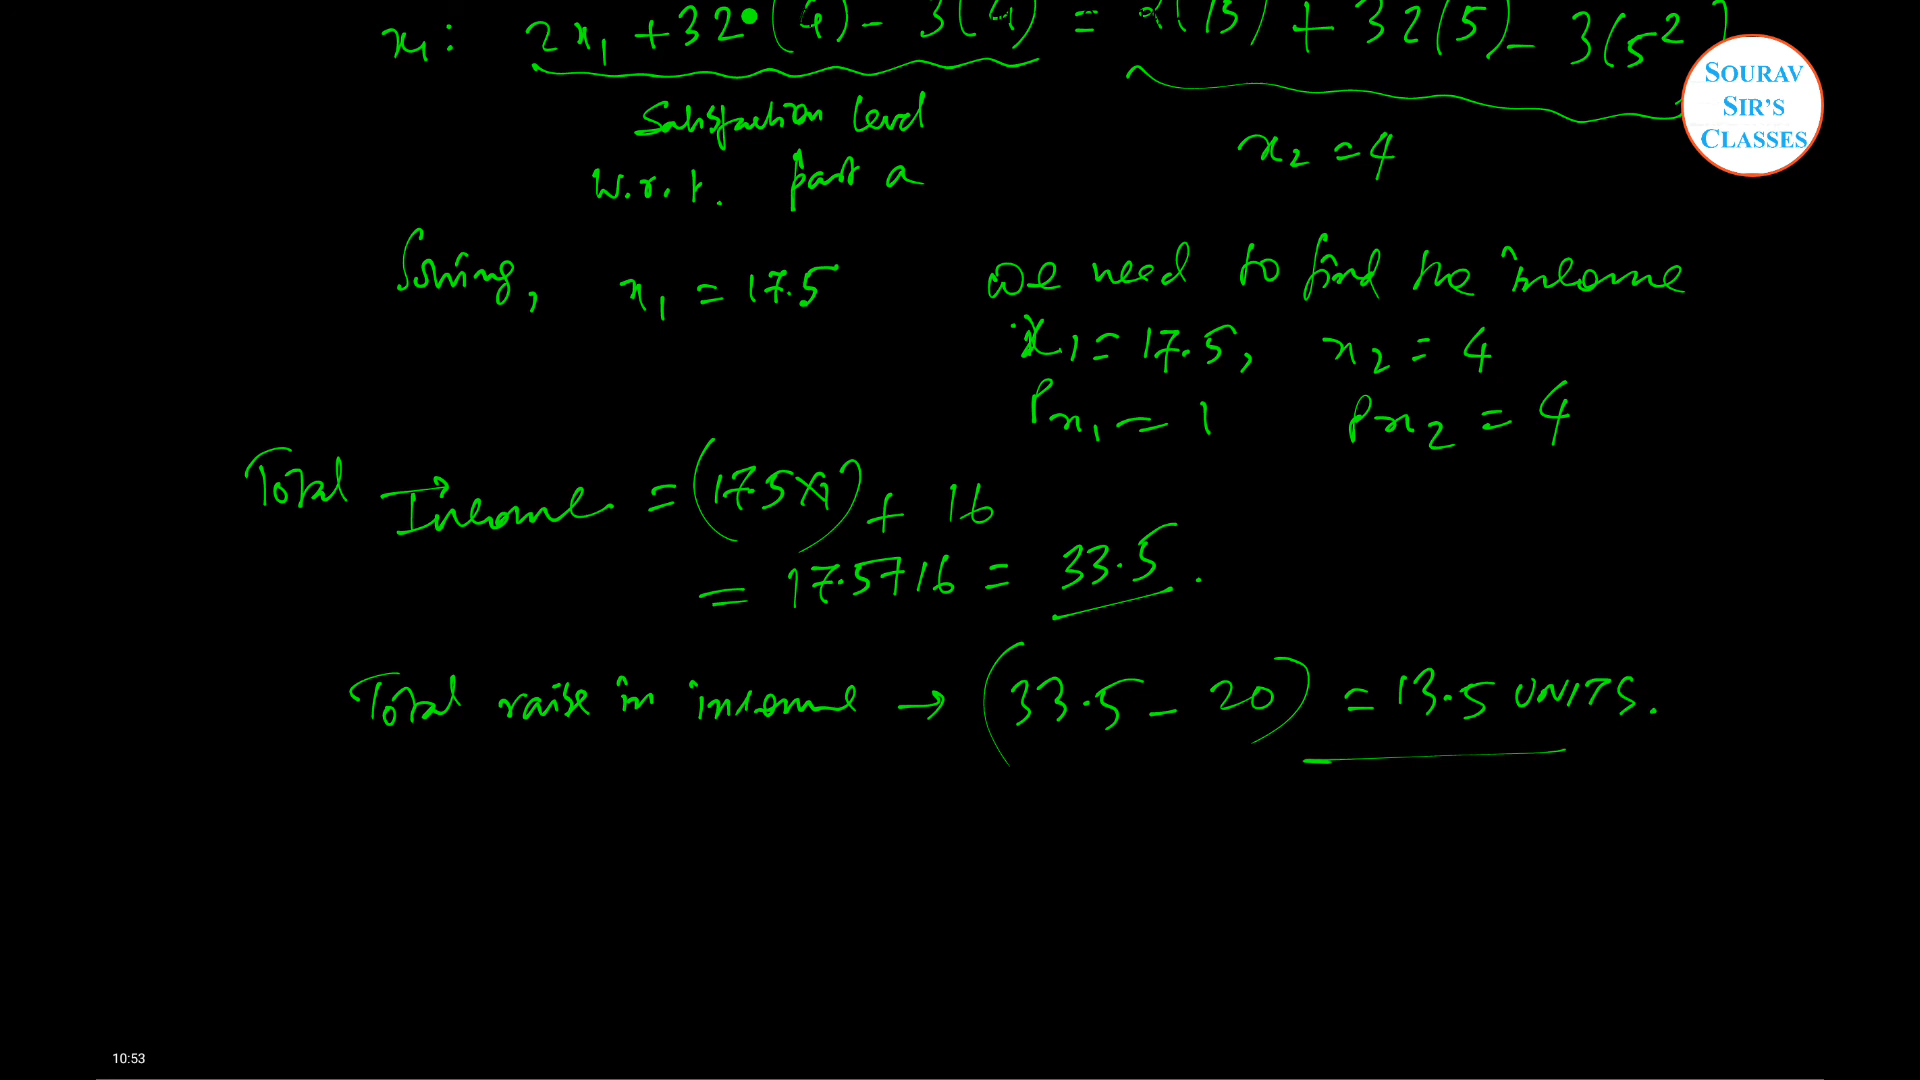 x₁: 2x₁ + 32·(4) - 3(4) = 2(15) + 32(5) - 3(5²)
SOURAV
SIR'S
CLASSES
Satisfaction level
w.r.t. part a
x₂ = 4
Solving, x₁ = 17.5
we need to find the income
x₁ = 17.5, x₂ = 4
Px₁ = 1 Px₂ = 4
Total Income = (17.5×1) + 16
= 17.5+16 = 33.5.
Total raise in income → (33.5 - 20) = 13.5 UNITS.
10:53